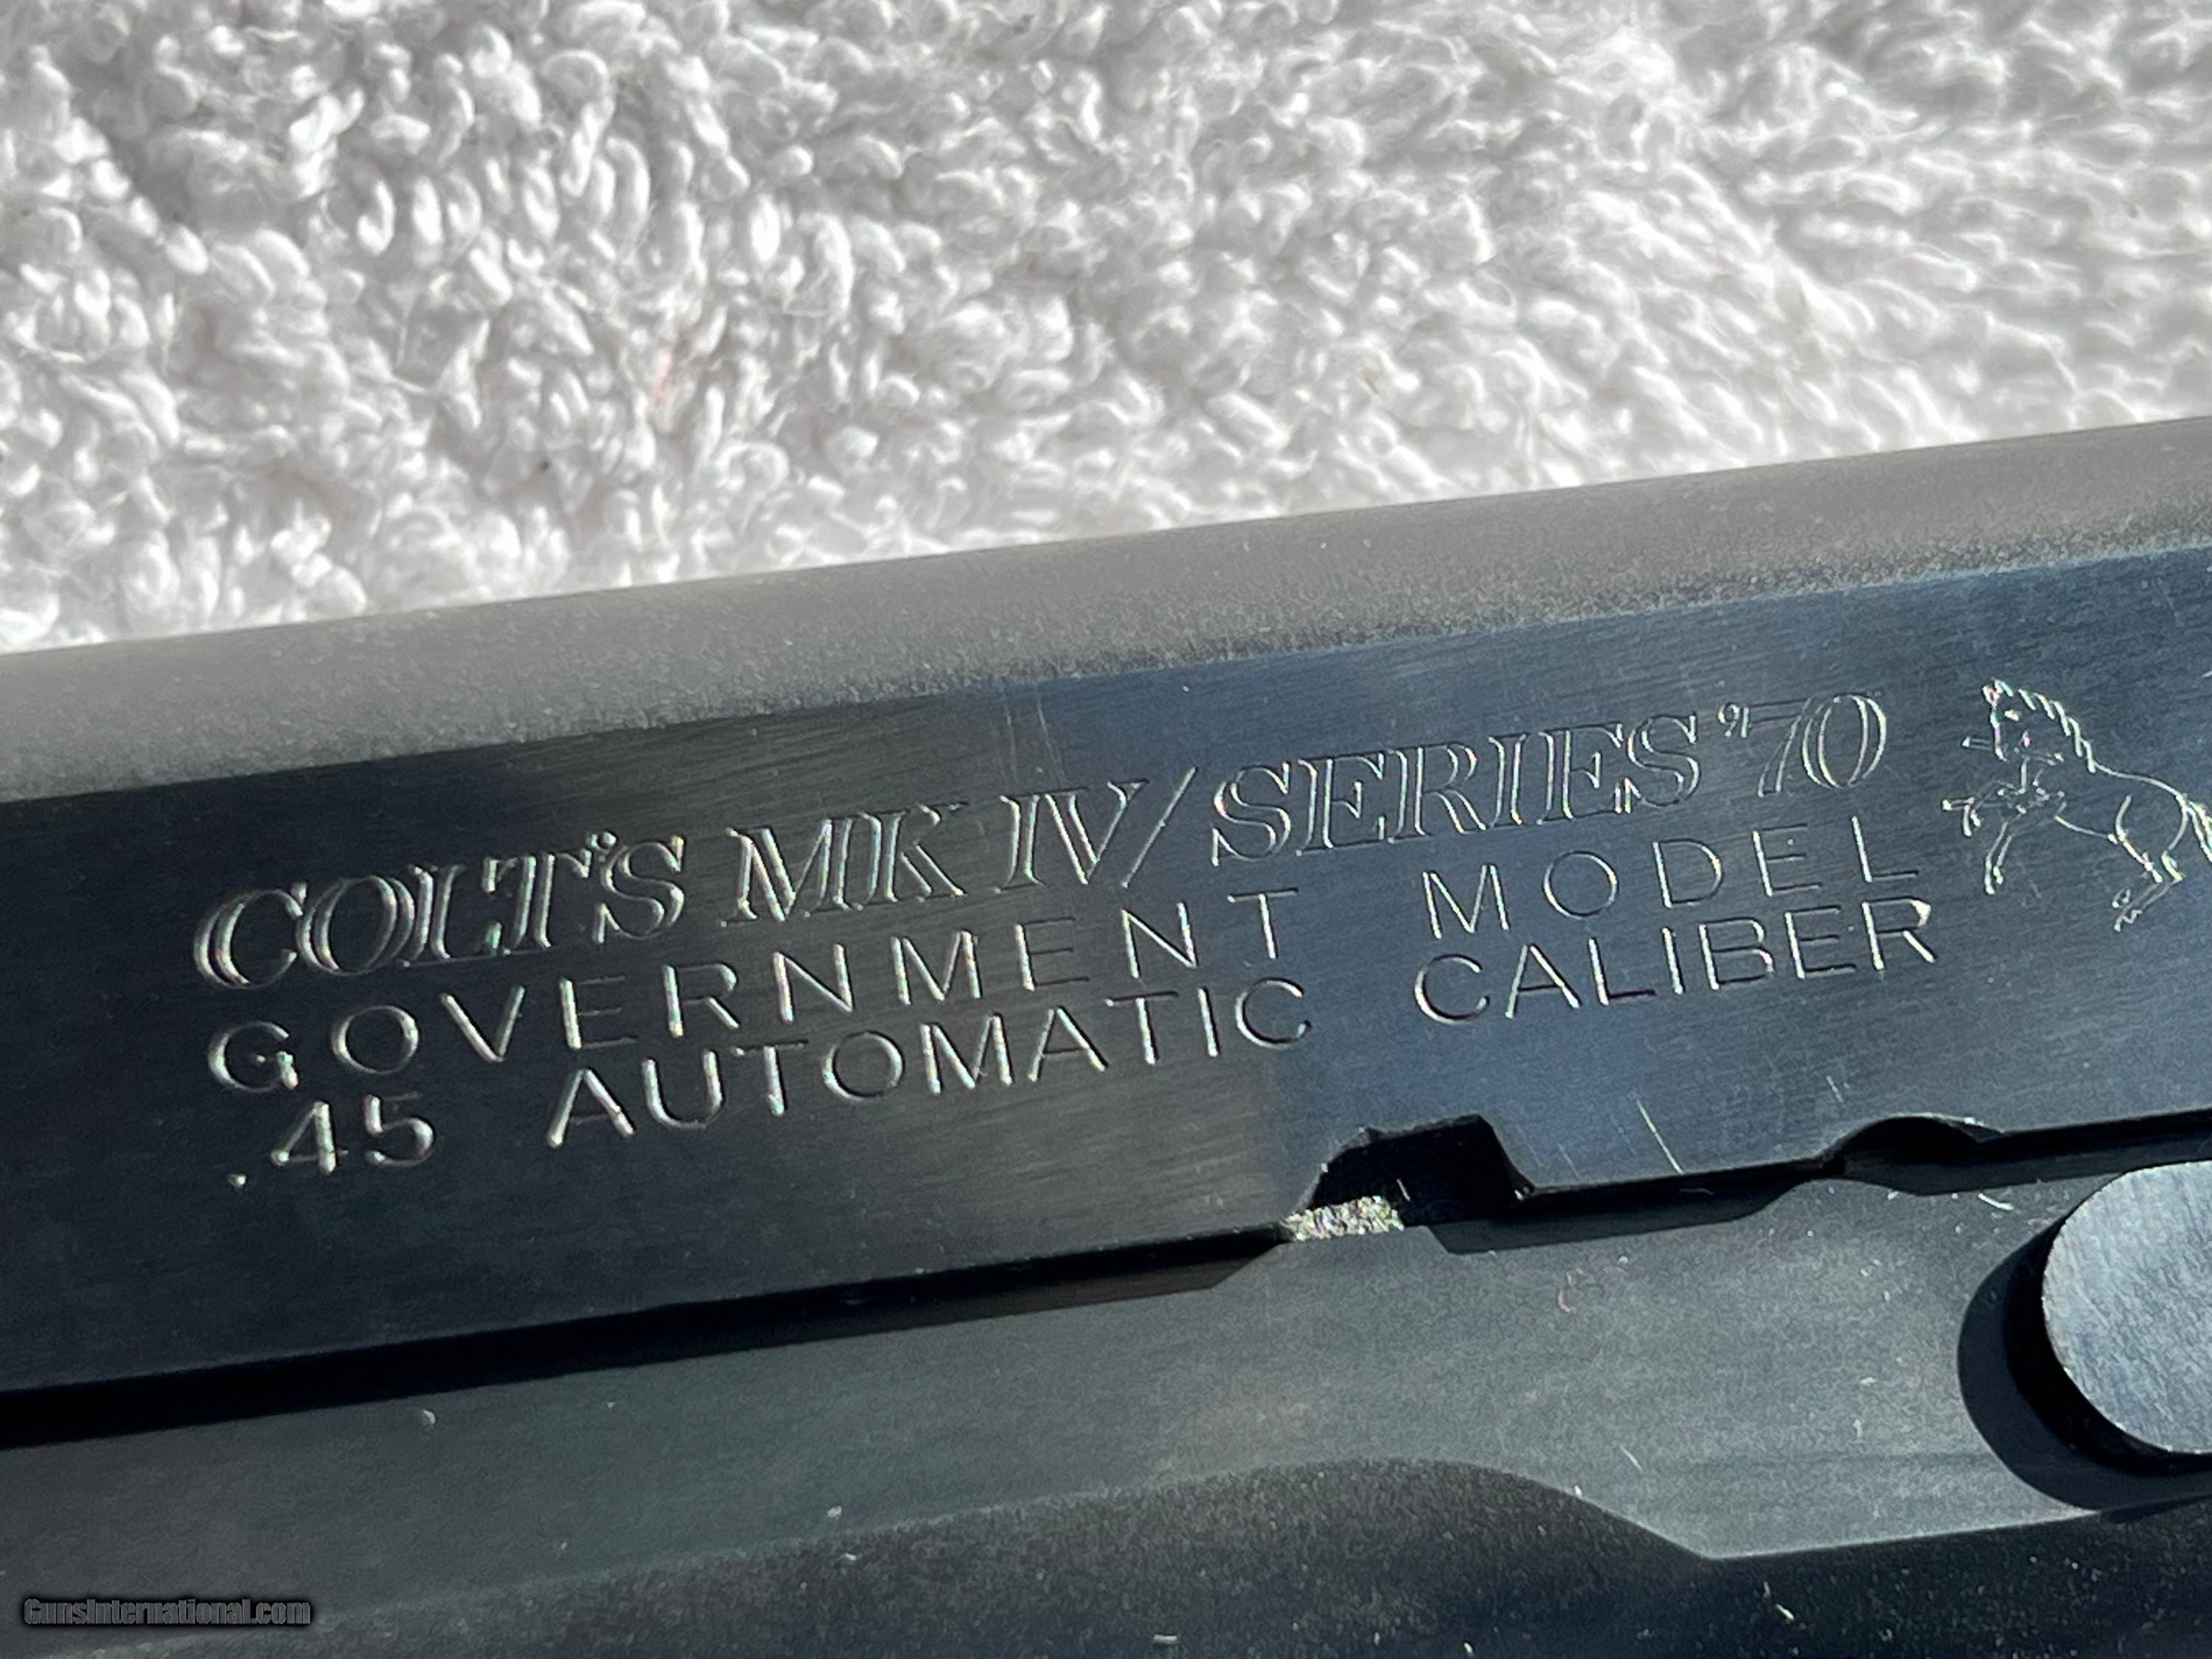 COLT'S MK IV/SERIES '70
GOVERNMENT MODEL
.45 AUTOMATIC CALIBER
GunsInternational.com